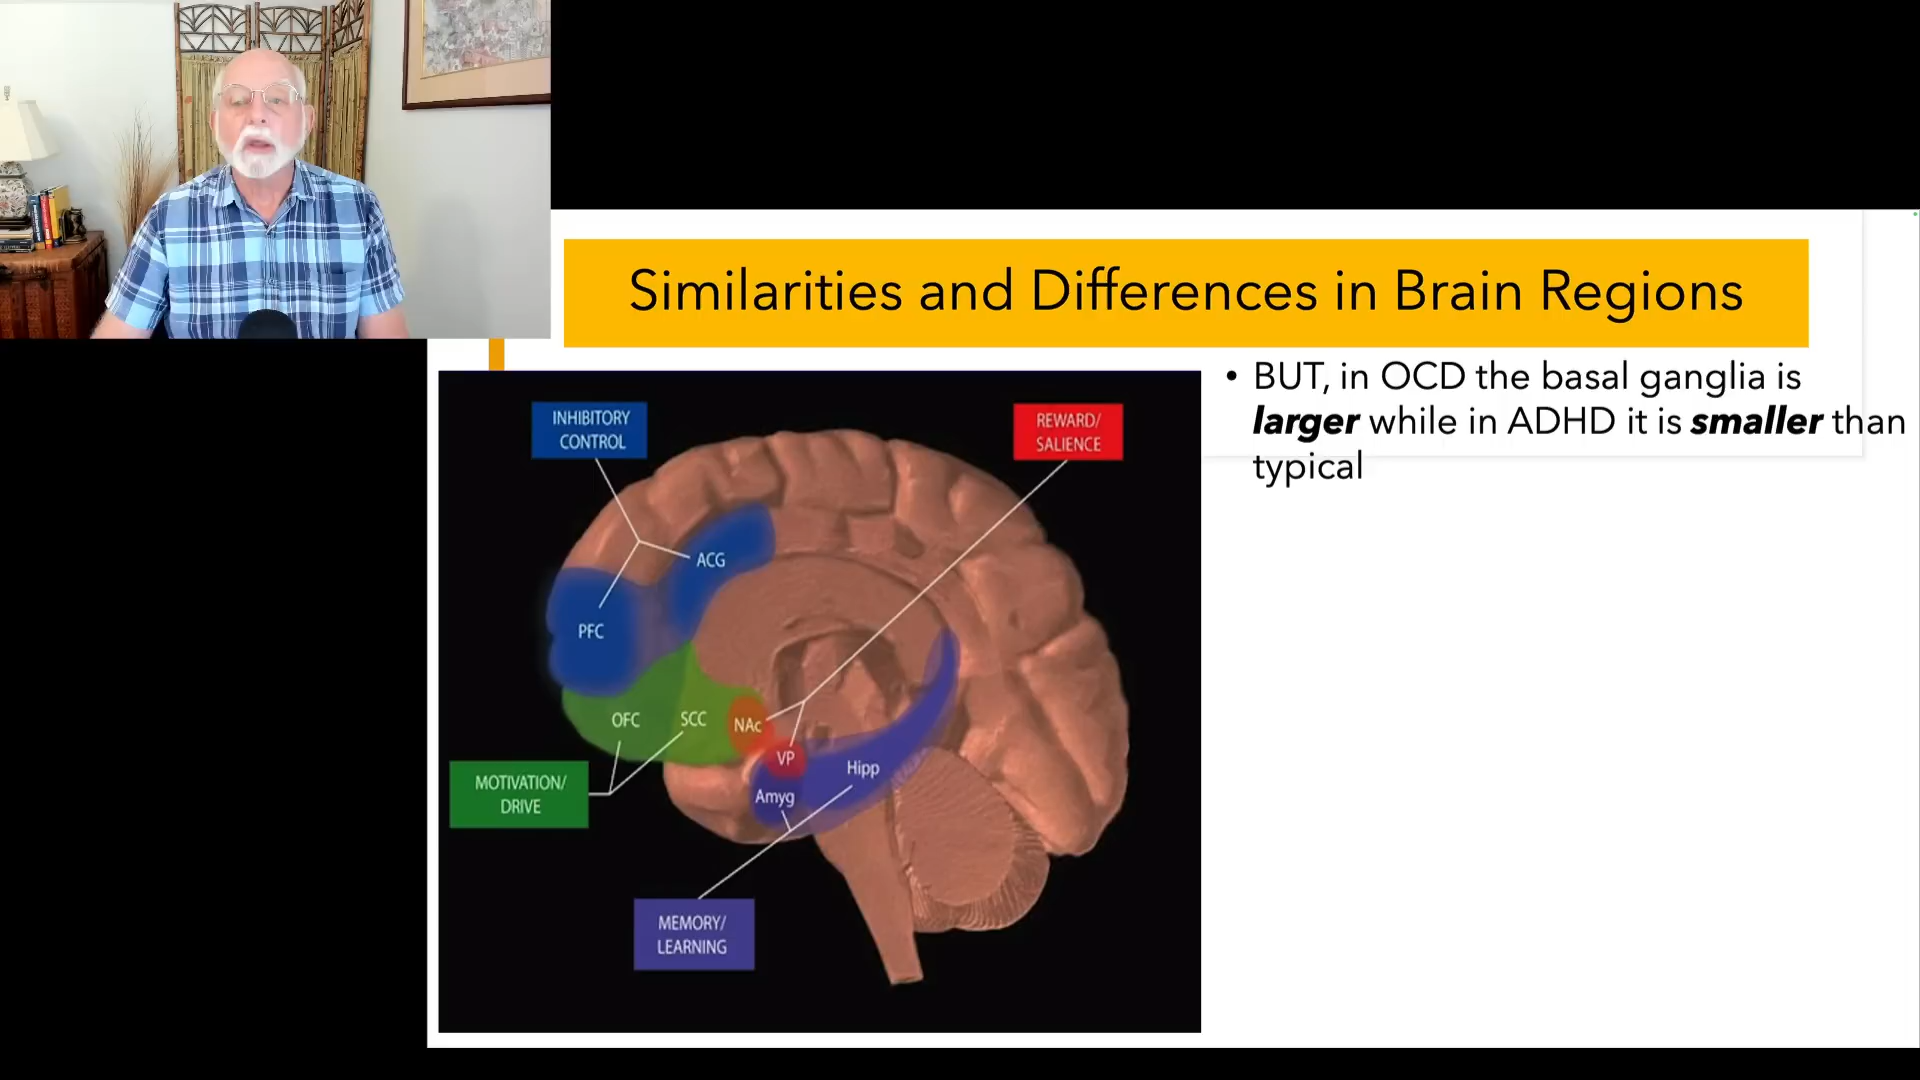 Similarities and Differences in Brain Regions
• BUT, in OCD the basal ganglia is
larger while in ADHD it is smaller than
typical
INHIBITORY
CONTROL
REWARD/
SALIENCE
ACG
PFC
OFC
SCC
NAc
VP
Hipp
Amyg
MOTIVATION/
DRIVE
MEMORY/
LEARNING